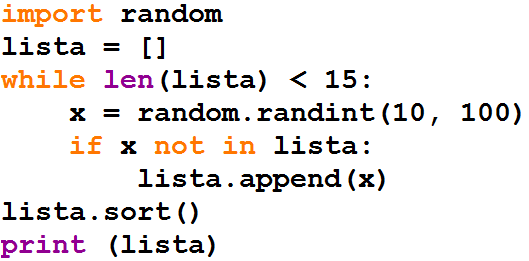 import random
lista = []
while len(lista) < 15:
    x = random.randint(10, 100)
    if x not in lista:
        lista.append(x)
lista.sort()
print (lista)